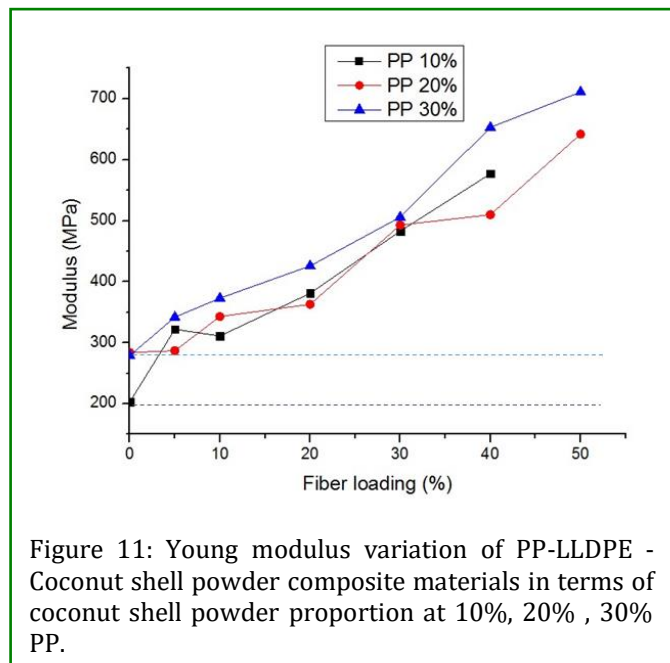 PP 10%
PP 20%
PP 30%
700
600
500
400
300
200
Modulus (MPa)
0 10 20 30 40 50
Fiber loading (%)
Figure 11: Young modulus variation of PP-LLDPE -
Coconut shell powder composite materials in terms of
coconut shell powder proportion at 10%, 20% , 30%
PP.